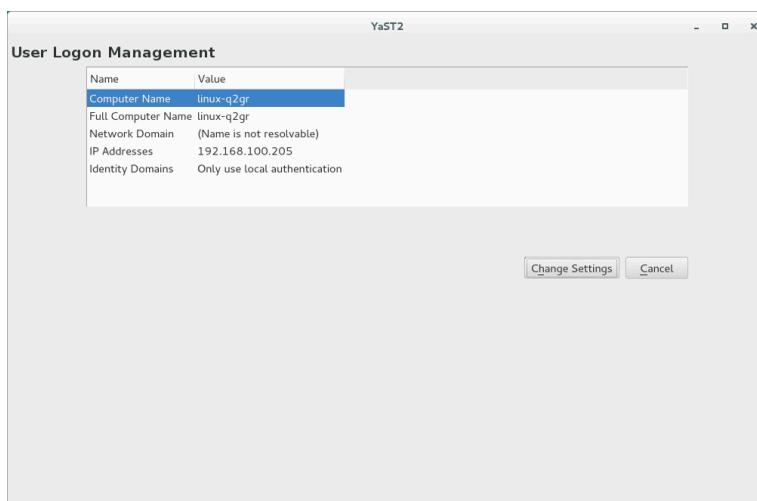 YaST2
User Logon Management
Name Value
Computer Name linux-q2gr
Full Computer Name linux-q2gr
Network Domain (Name is not resolvable)
IP Addresses 192.168.100.205
Identity Domains Only use local authentication
Change Settings Cancel